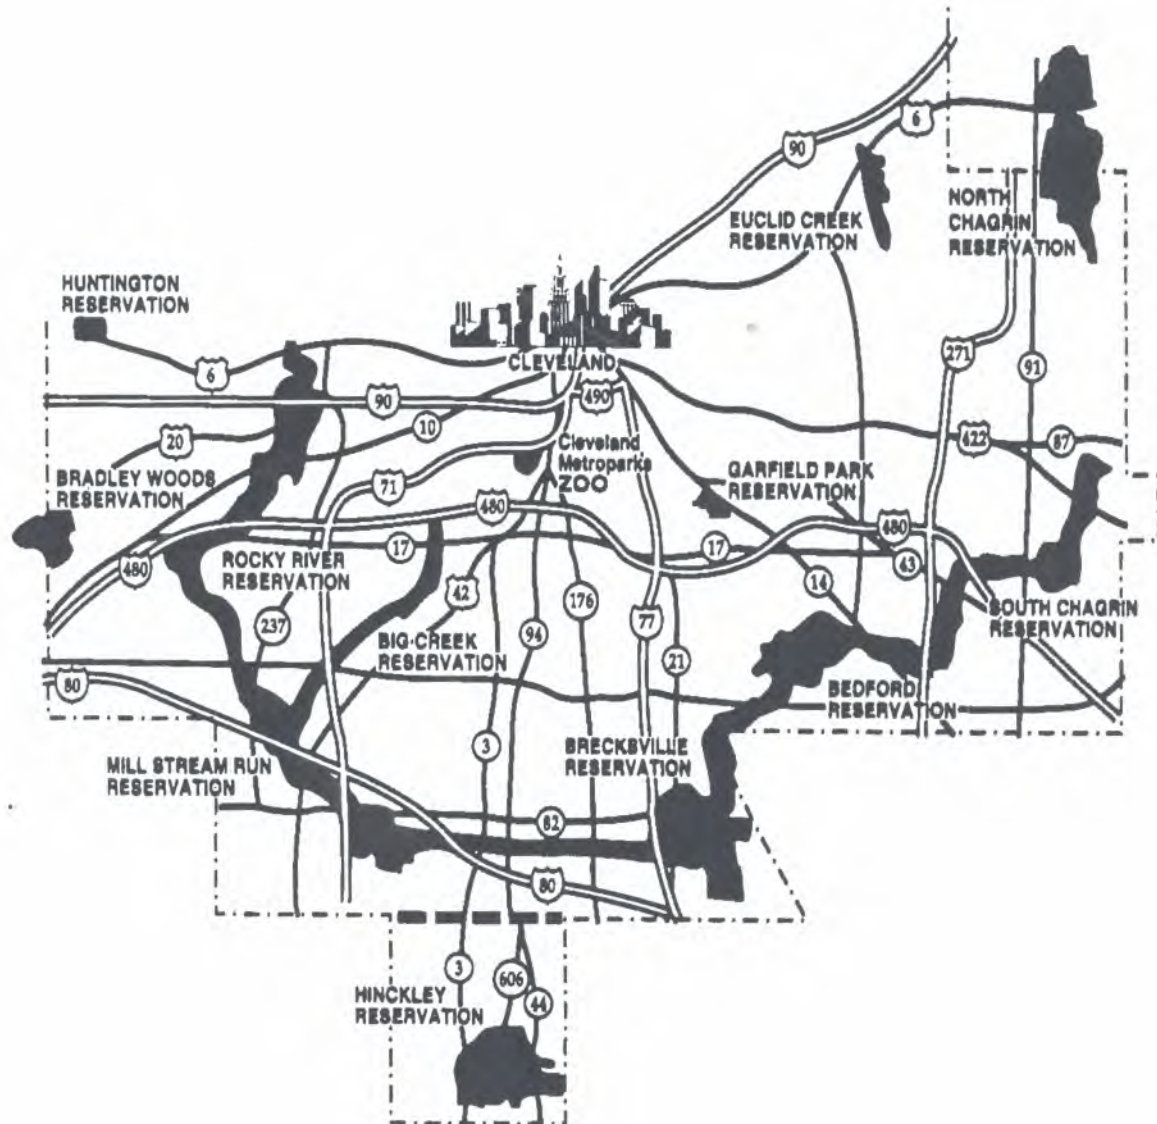 6
90
EUCLID CREEK
RESERVATION
NORTH
CHAGRIN
RESERVATION
HUNTINGTON
RESERVATION
CLEVELAND
6
90
490
271
91
10
20
422
87
Cleveland
Metroparks
ZOO
BRADLEY WOODS
RESERVATION
71
GARFIELD PARK
RESERVATION
480
480
17
17
480
43
ROCKY RIVER
RESERVATION
42
14
176
237
94
77
SOUTH CHAGRIN
RESERVATION
BIG CREEK
RESERVATION
21
80
BEDFORD
RESERVATION
3
BRECKSVILLE
RESERVATION
MILL STREAM RUN
RESERVATION
82
80
3
606
HINCKLEY
RESERVATION
44